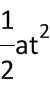 1/2 at²